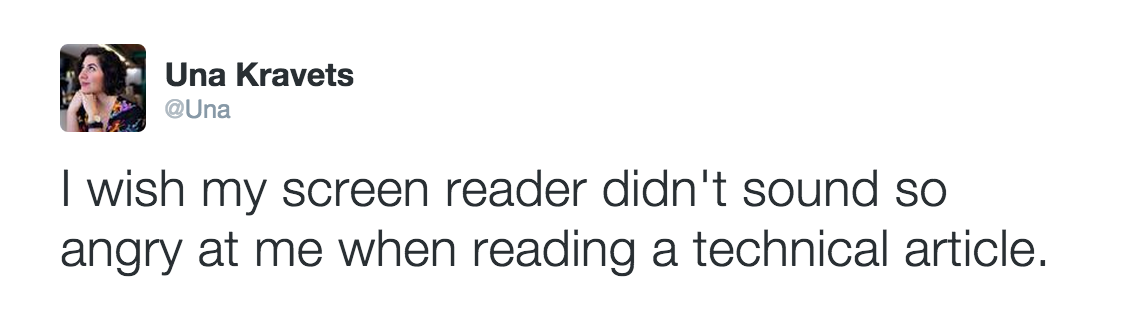 Una Kravets
@Una
I wish my screen reader didn't sound so
angry at me when reading a technical article.